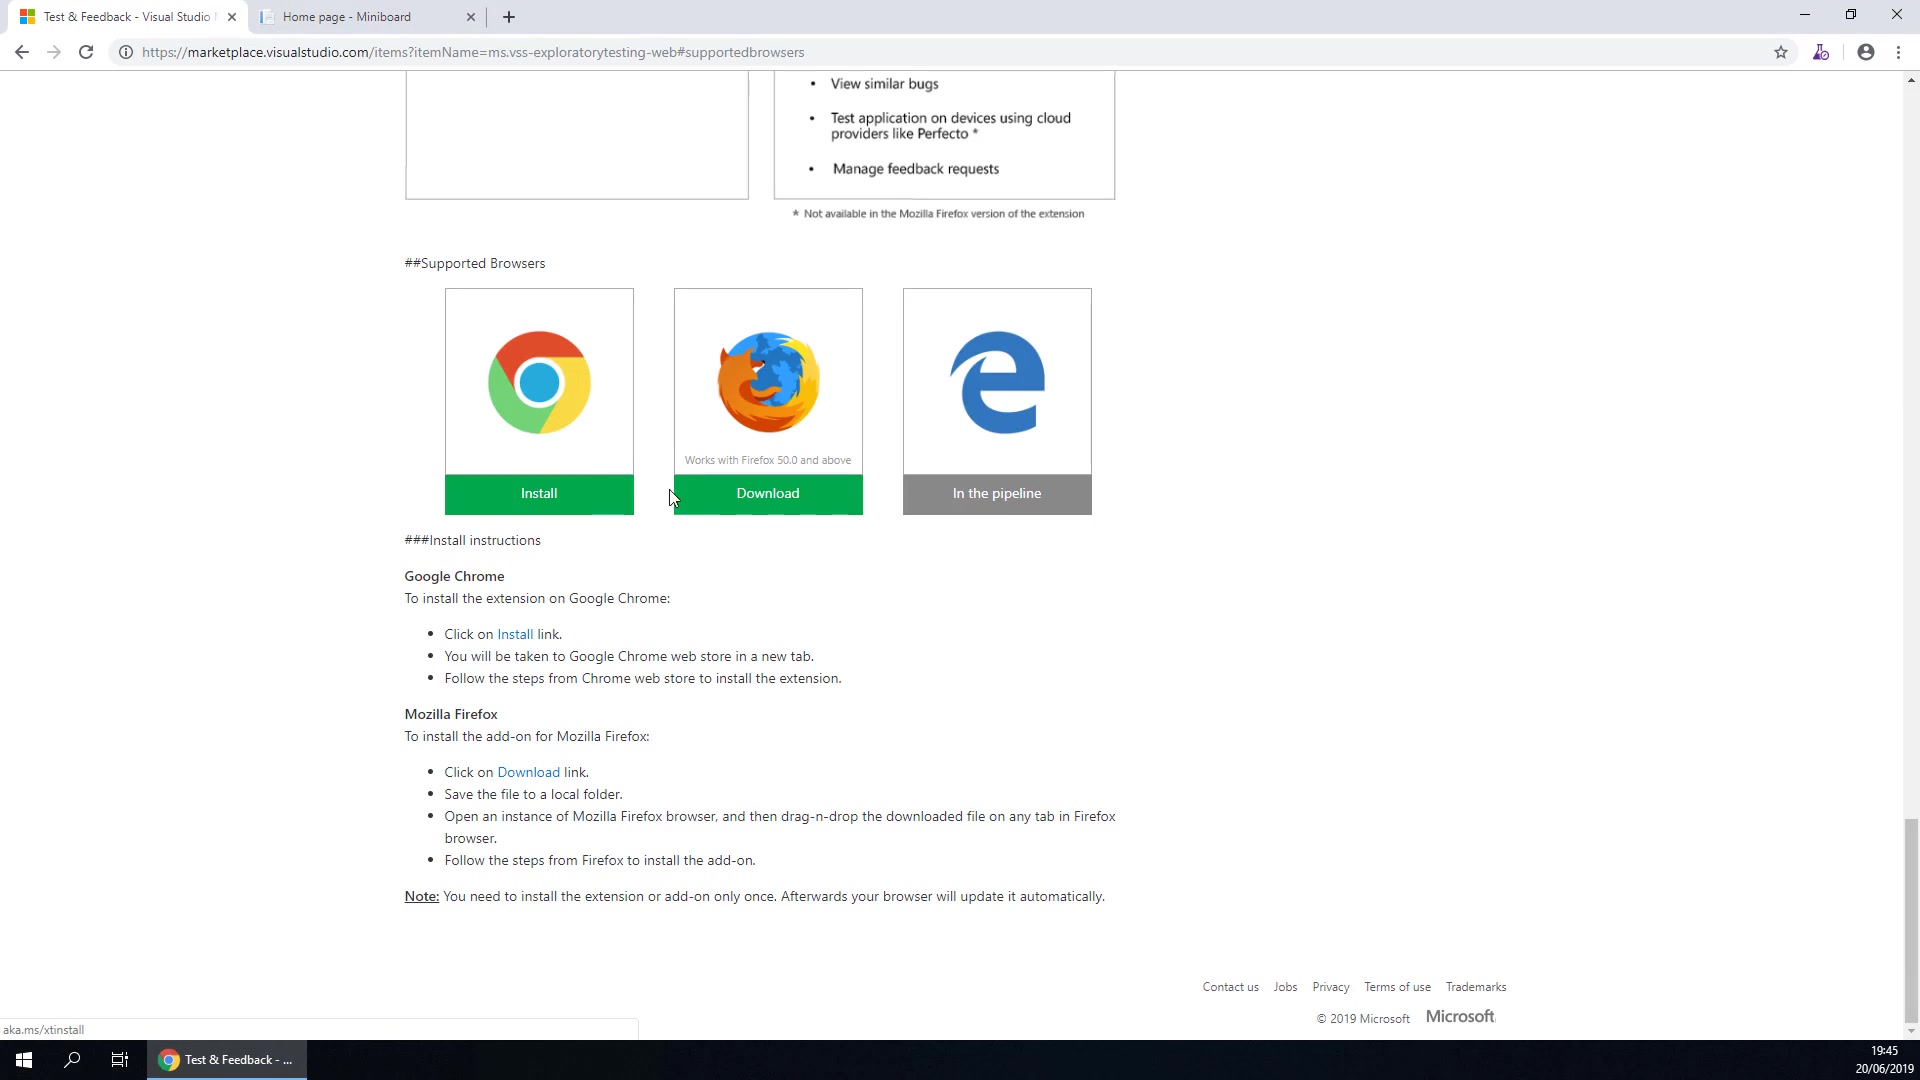 Test & Feedback - Visual Studio
Home page - Miniboard
https://marketplace.visualstudio.com/items?itemName=ms.vss-exploratorytesting-web#supportedbrowsers
• View similar bugs
• Test application on devices using cloud
providers like Perfecto *
• Manage feedback requests
* Not available in the Mozilla Firefox version of the extension
##Supported Browsers
Works with Firefox 50.0 and above
Install
Download
In the pipeline
###Install instructions
Google Chrome
To install the extension on Google Chrome:
• Click on Install link.
• You will be taken to Google Chrome web store in a new tab.
• Follow the steps from Chrome web store to install the extension.
Mozilla Firefox
To install the add-on for Mozilla Firefox:
• Click on Download link.
• Save the file to a local folder.
• Open an instance of Mozilla Firefox browser, and then drag-n-drop the downloaded file on any tab in Firefox
browser.
• Follow the steps from Firefox to install the add-on.
Note: You need to install the extension or add-on only once. Afterwards your browser will update it automatically.
Contact us Jobs Privacy Terms of use Trademarks
© 2019 Microsoft Microsoft
aka.ms/xtinstall
Test & Feedback - ...
19:45
20/06/2019